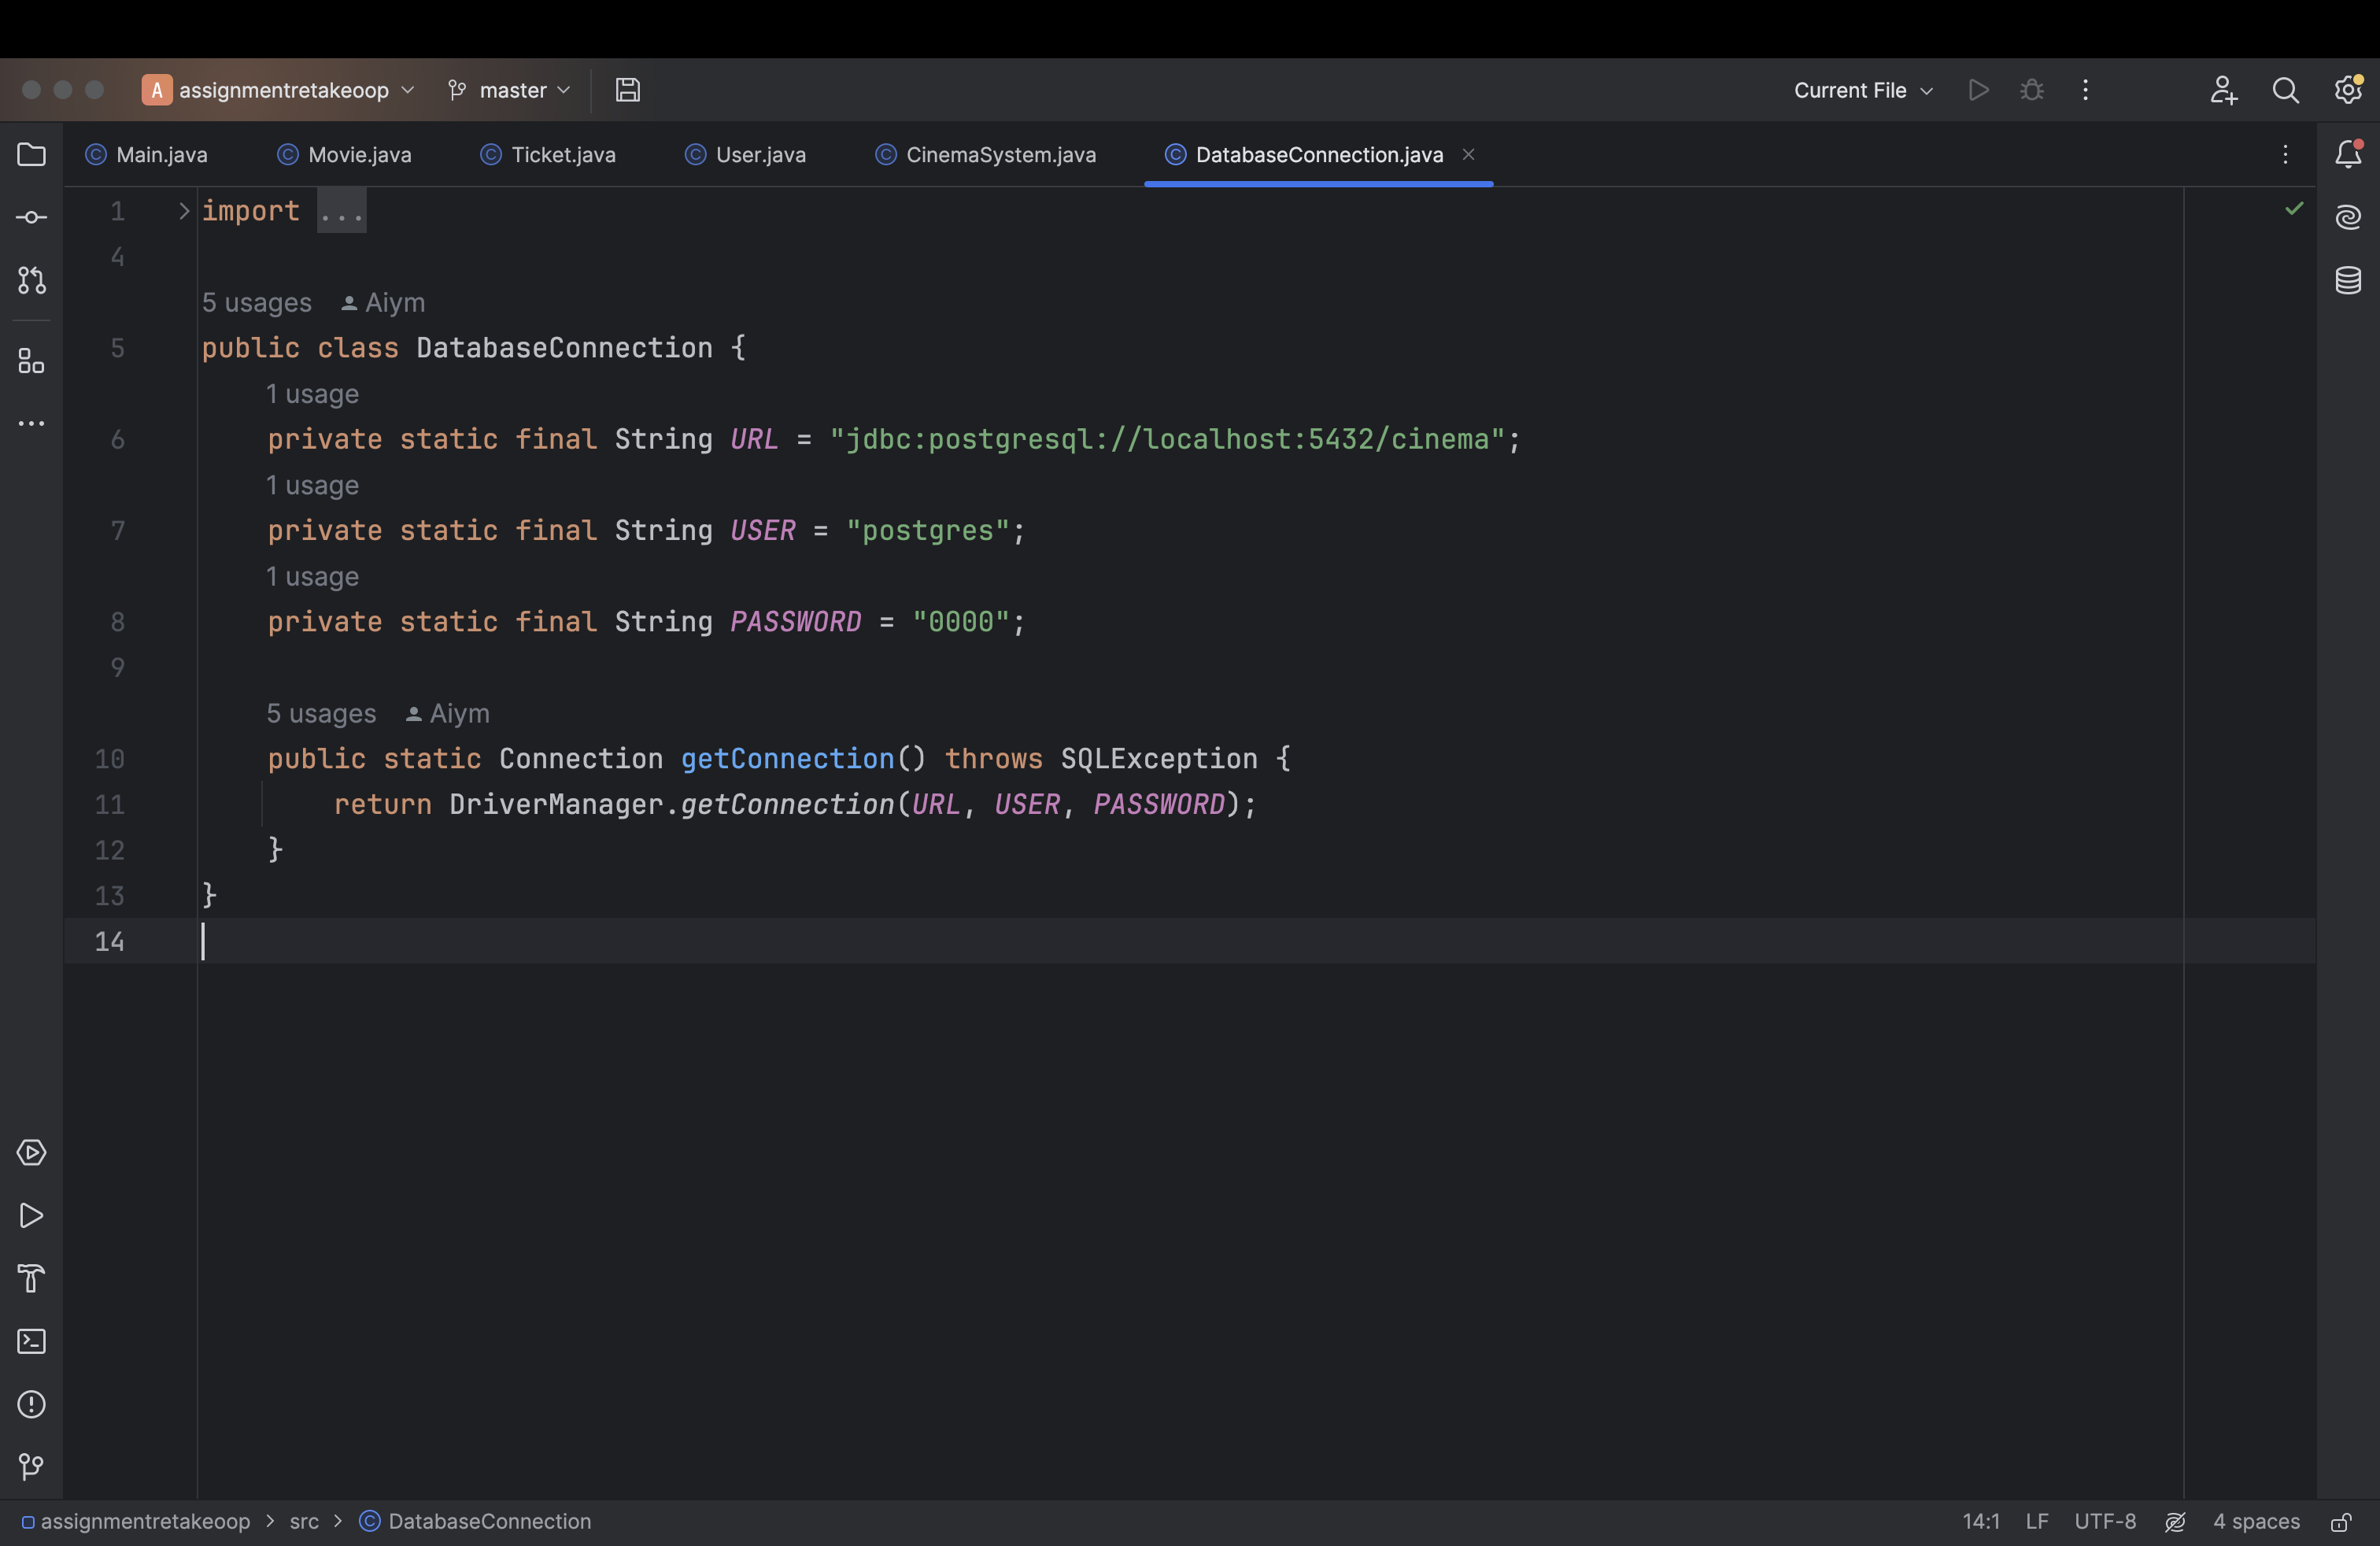 A assignmentretakeoop master Current File
Main.java Movie.java Ticket.java User.java CinemaSystem.java DatabaseConnection.java
1 import ...
4
5 usages Aiym
5 public class DatabaseConnection {
1 usage
6 private static final String URL = "jdbc:postgresql://localhost:5432/cinema";
1 usage
7 private static final String USER = "postgres";
1 usage
8 private static final String PASSWORD = "0000";
9
5 usages Aiym
10 public static Connection getConnection() throws SQLException {
11 return DriverManager.getConnection(URL, USER, PASSWORD);
12 }
13 }
14
assignmentretakeoop > src > DatabaseConnection 14:1 LF UTF-8 4 spaces